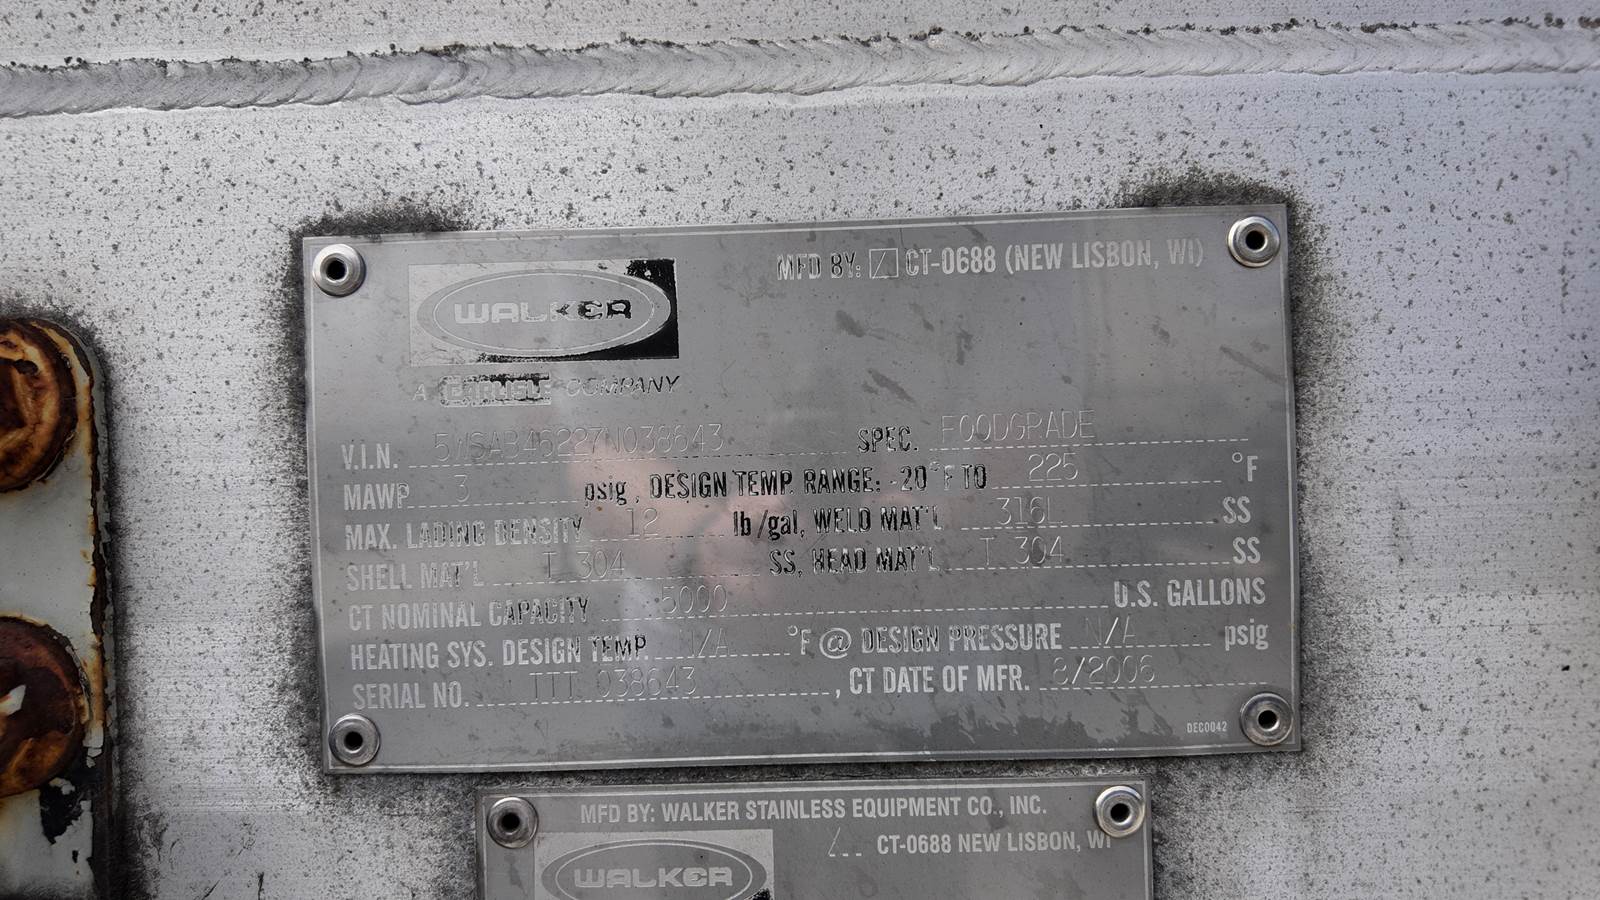 MFD BY: CT-0688 (NEW LISBON, WI)
WALKER
A CARLISLE COMPANY
V.I.N. 5WSAB46227N038643 SPEC. FOODGRADE
MAWP 3 psig, DESIGN TEMP. RANGE: -20°F TO 225 °F
MAX. LADING DENSITY 12 lb/gal, WELD MAT'L 316L SS
SHELL MAT'L T 304 SS, HEAD MAT'L T 304 SS
CT NOMINAL CAPACITY 5000 U.S. GALLONS
HEATING SYS. DESIGN TEMP. N/A °F @ DESIGN PRESSURE N/A psig
SERIAL NO. TTT 038643, CT DATE OF MFR. 8/2006
DEC0042
MFD BY: WALKER STAINLESS EQUIPMENT CO., INC.
CT-0688 NEW LISBON, WI
WALKER